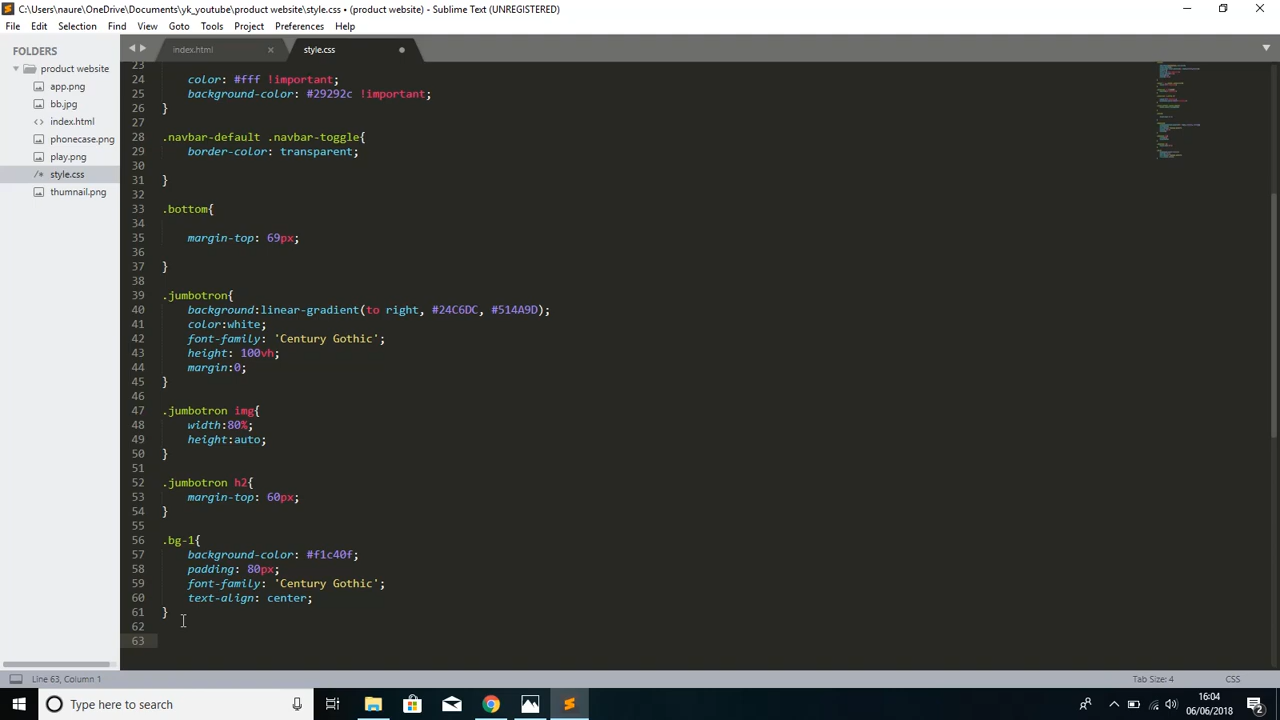 C:\Users\naure\OneDrive\Documents\yk_youtube\product website\style.css • (product website) - Sublime Text (UNREGISTERED)
File Edit Selection Find View Goto Tools Project Preferences Help
FOLDERS
product website
app.png
bb.jpg
index.html
phonecase.png
play.png
style.css
thumnail.png
index.html
style.css
23
24 color: #fff !important;
25 background-color: #29292c !important;
26 }
27
28 .navbar-default .navbar-toggle{
29 border-color: transparent;
30
31 }
32
33 .bottom{
34
35 margin-top: 69px;
36
37 }
38
39 .jumbotron{
40 background:linear-gradient(to right, #24C6DC, #514A9D);
41 color:white;
42 font-family: 'Century Gothic';
43 height: 100vh;
44 margin:0;
45 }
46
47 .jumbotron img{
48 width:80%;
49 height:auto;
50 }
51
52 .jumbotron h2{
53 margin-top: 60px;
54 }
55
56 .bg-1{
57 background-color: #f1c40f;
58 padding: 80px;
59 font-family: 'Century Gothic';
60 text-align: center;
61 }
62
63
Line 63, Column 1
Tab Size: 4
CSS
Type here to search
16:04
06/06/2018
2